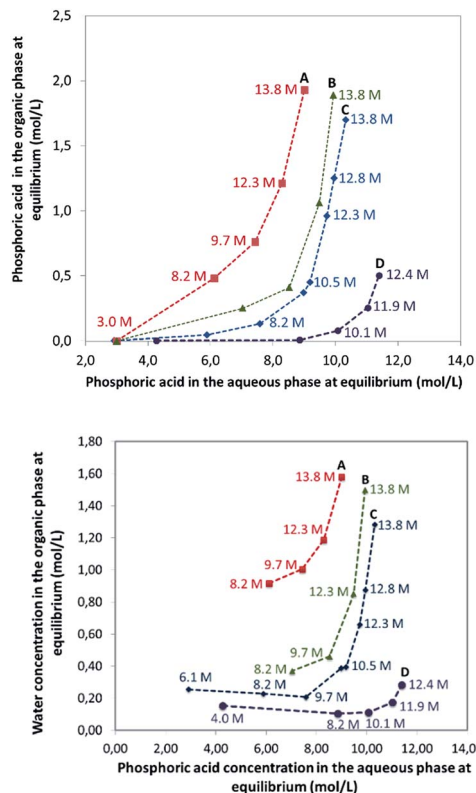 2,5
2,0
1,5
1,0
0,5
0,0
Phosphoric acid in the organic phase at
equilibrium (mol/L)
A
13.8 M
B
13.8 M
C
13.8 M
12.3 M
12.8 M
9.7 M
12.3 M
8.2 M
10.5 M
D
12.4 M
3.0 M
8.2 M
11.9 M
10.1 M
2,0 4,0 6,0 8,0 10,0 12,0 14,0
Phosphoric acid in the aqueous phase at equilibrium (mol/L)
1,80
1,60
1,40
1,20
1,00
0,80
0,60
0,40
0,20
0,00
Water concentration in the organic phase at
equilibrium (mol/L)
A
13.8 M
B
13.8 M
C
13.8 M
12.3 M
9.7 M
8.2 M
12.3 M
12.8 M
12.3 M
9.7 M
8.2 M
10.5 M
D
6.1 M
8.2 M
9.7 M
12.4 M
11.9 M
4.0 M
8.2 M
10.1 M
0,00 2,00 4,00 6,00 8,00 10,00 12,00 14,00
Phosphoric acid concentration in the aqueous phase at
equilibrium (mol/L)